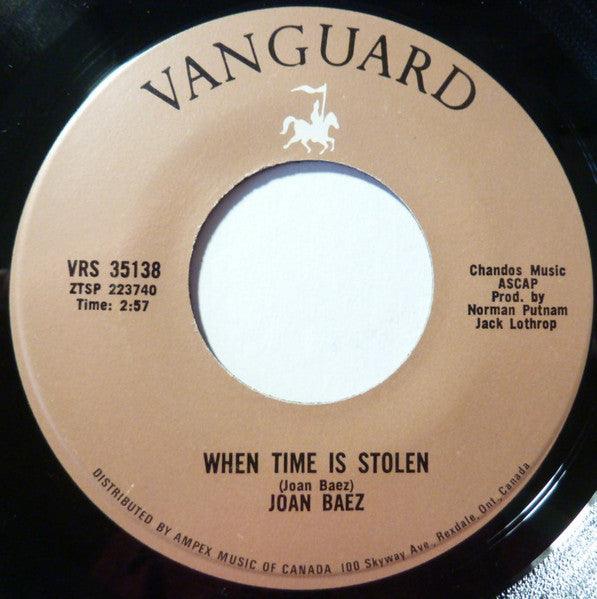 VANGUARD
VRS 35138
ZTSP 223740
Time: 2:57
Chandos Music
ASCAP
Prod. by
Norman Putnam
Jack Lothrop
WHEN TIME IS STOLEN
(Joan Baez)
JOAN BAEZ
DISTRIBUTED BY AMPEX MUSIC OF CANADA 100 Skyway Ave., Rexdale, Ont., Canada